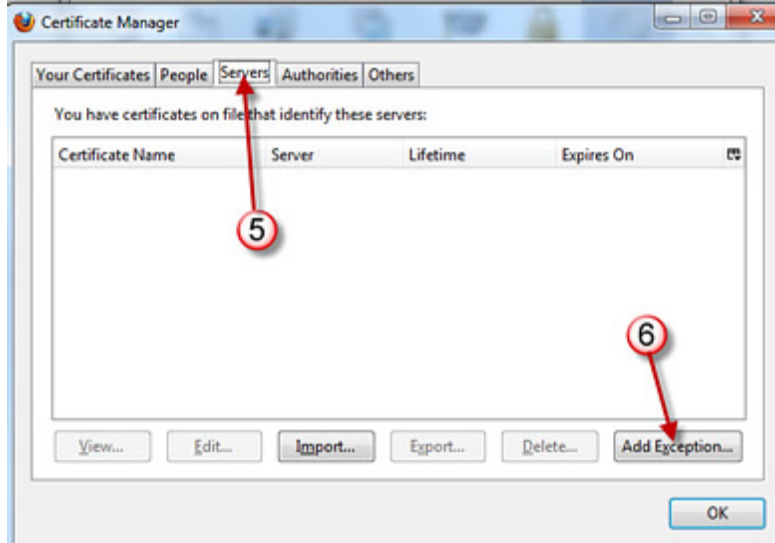 Certificate Manager
Your Certificates People Servers Authorities Others
You have certificates on file that identify these servers:
Certificate Name Server Lifetime Expires On
5
6
View... Edit... Import... Export... Delete... Add Exception...
OK